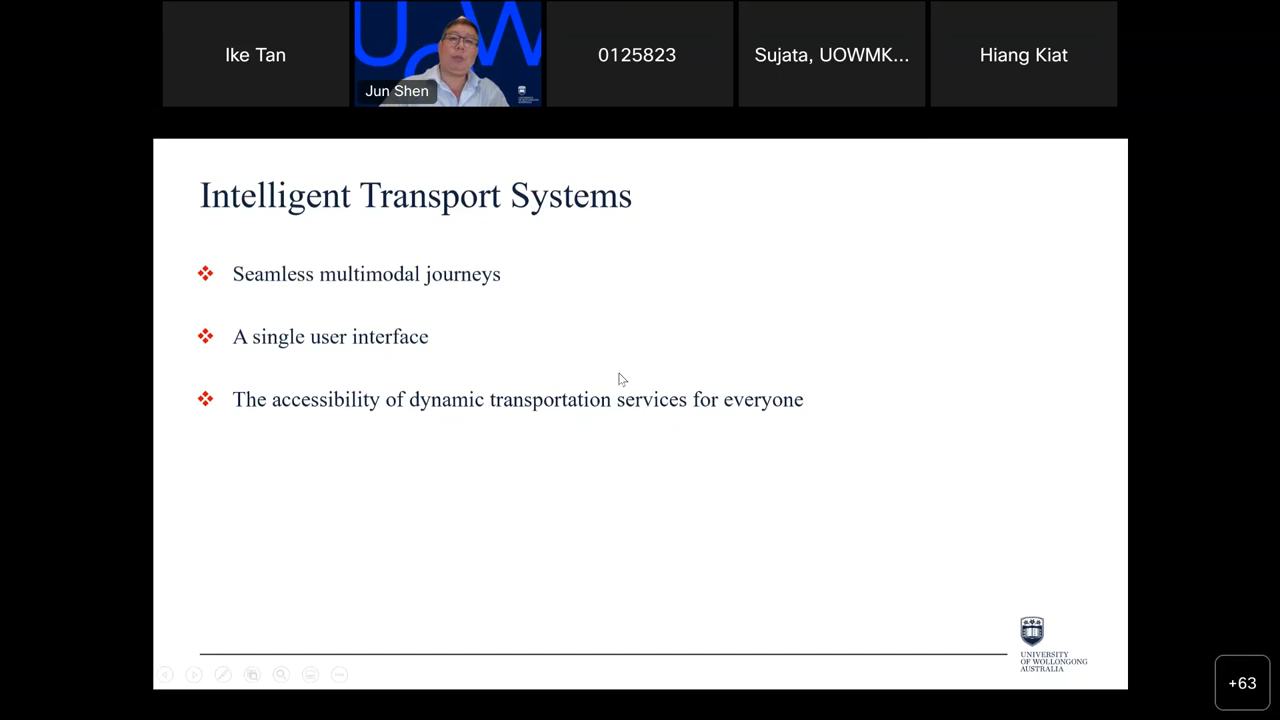 Ike Tan
UOW
Jun Shen
0125823
Sujata, UOWMK...
Hiang Kiat
Intelligent Transport Systems
Seamless multimodal journeys
A single user interface
The accessibility of dynamic transportation services for everyone
UNIVERSITY
OF WOLLONGONG
AUSTRALIA
+63